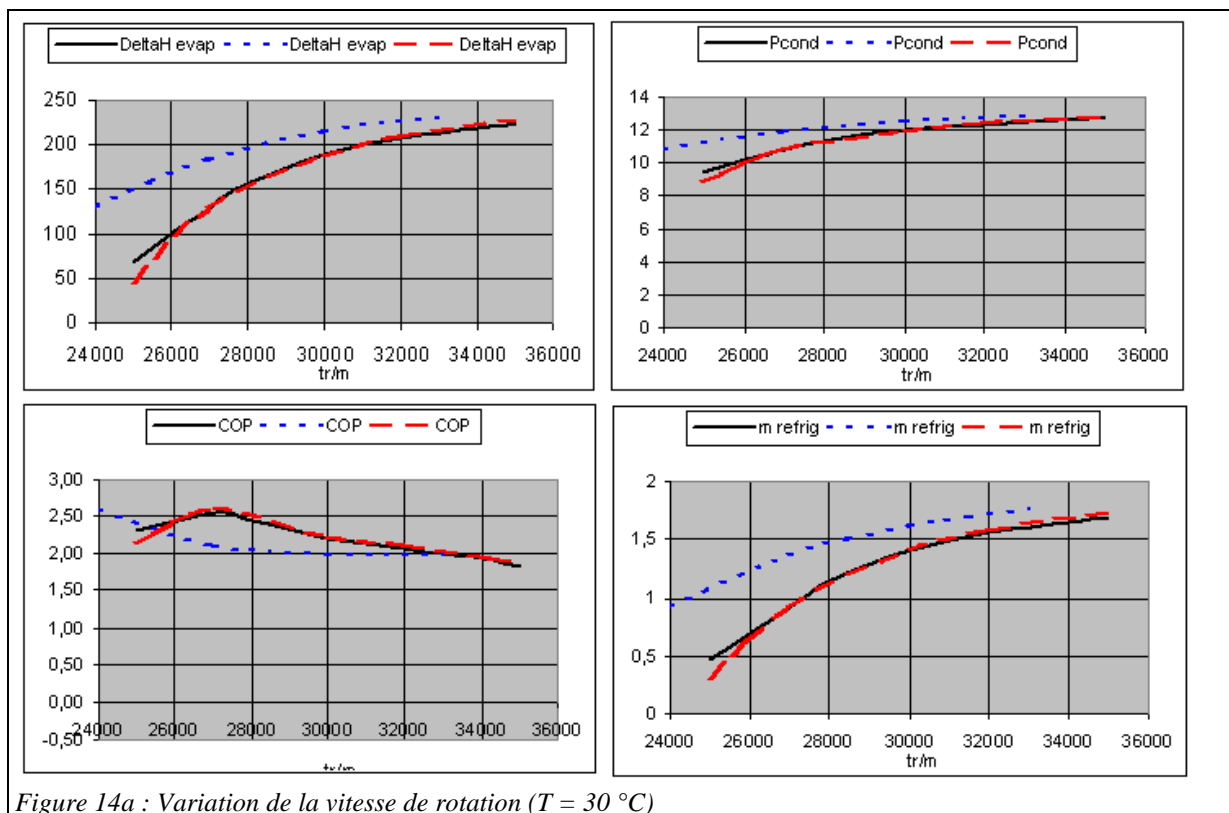 DeltaH evap DeltaH evap DeltaH evap
250
200
150
100
50
0
24000 26000 28000 30000 32000 34000 36000
tr/m
Pcond Pcond Pcond
14
12
10
8
6
4
2
0
24000 26000 28000 30000 32000 34000 36000
tr/m
COP COP COP
3,00
2,50
2,00
1,50
1,00
0,50
0,00
-0,50
24000 26000 28000 30000 32000 34000 36000
tr/m
m refrig m refrig m refrig
2
1,5
1
0,5
0
24000 26000 28000 30000 32000 34000 36000
tr/m
Figure 14a : Variation de la vitesse de rotation (T = 30 °C)